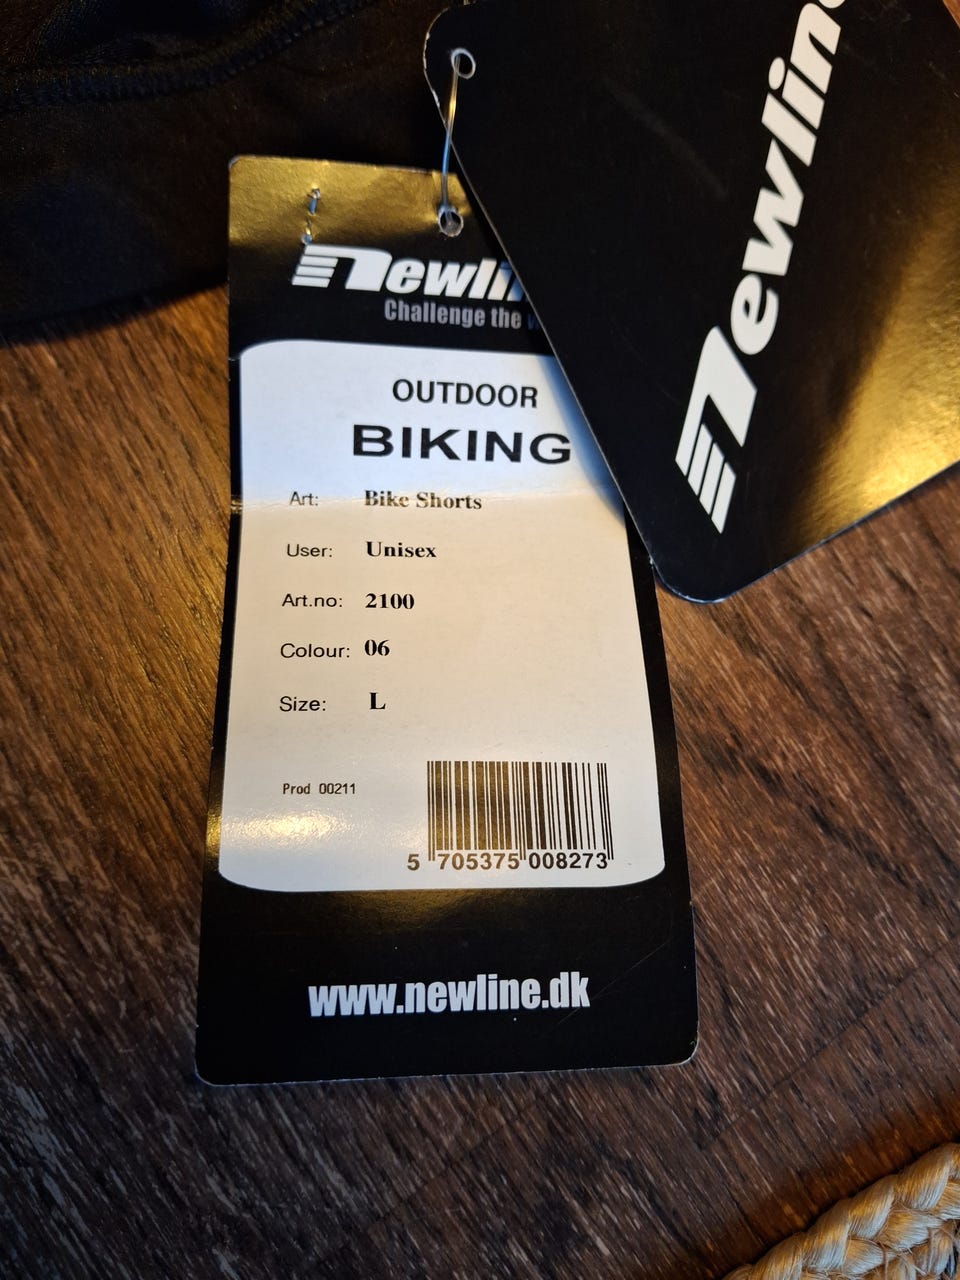 Newlin
Newlin
Challenge the
OUTDOOR
BIKING
Art: Bike Shorts
User: Unisex
Art.no: 2100
Colour: 06
Size: L
Prod 00211
5 705375 008273
www.newline.dk